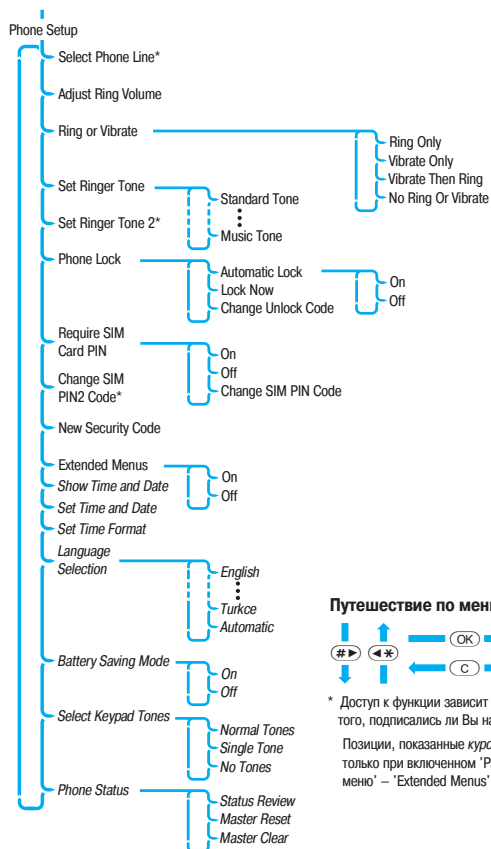 Phone Setup
Select Phone Line*
Adjust Ring Volume
Ring or Vibrate
Ring Only
Vibrate Only
Vibrate Then Ring
No Ring Or Vibrate
Set Ringer Tone
Standard Tone
Music Tone
Set Ringer Tone 2*
Phone Lock
Automatic Lock
Lock Now
Change Unlock Code
On
Off
Require SIM
Card PIN
On
Off
Change SIM PIN Code
Change SIM
PIN2 Code*
New Security Code
Extended Menus
On
Off
Show Time and Date
Set Time and Date
Set Time Format
Language
Selection
English
Turkce
Automatic
Battery Saving Mode
On
Off
Select Keypad Tones
Normal Tones
Single Tone
No Tones
Phone Status
Status Review
Master Reset
Master Clear
Путешествие по мен
# ► ◄ * OK
C
* Доступ к функции зависит
того, подписались ли Вы на
Позиции, показанные
только при включенном
меню' – 'Extended Menus'